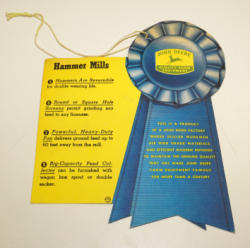 Hammer Mills
1 Hammers Are Reversible
for double wearing life.
2 Round or Square Hole
Screens permit grinding any
feed to any fineness.
3 Powerful, Heavy-Duty
Fan delivers ground feed up to
60 feet away from the mill.
4 Big-Capacity Feed Col-
lector can be furnished with
wagon box spout or double
sacker.
JOHN DEERE
QUALITY FARM
EQUIPMENT
THIS IS A PRODUCT
OF A JOHN DEERE FACTORY
WHERE SKILLED WORKMEN
USE HIGH GRADE MATERIALS
AND EFFICIENT MODERN METHODS
TO MAINTAIN THE GENUINE QUALITY
THAT HAS MADE JOHN DEERE
FARM EQUIPMENT FAMOUS
FOR MORE THAN A CENTURY